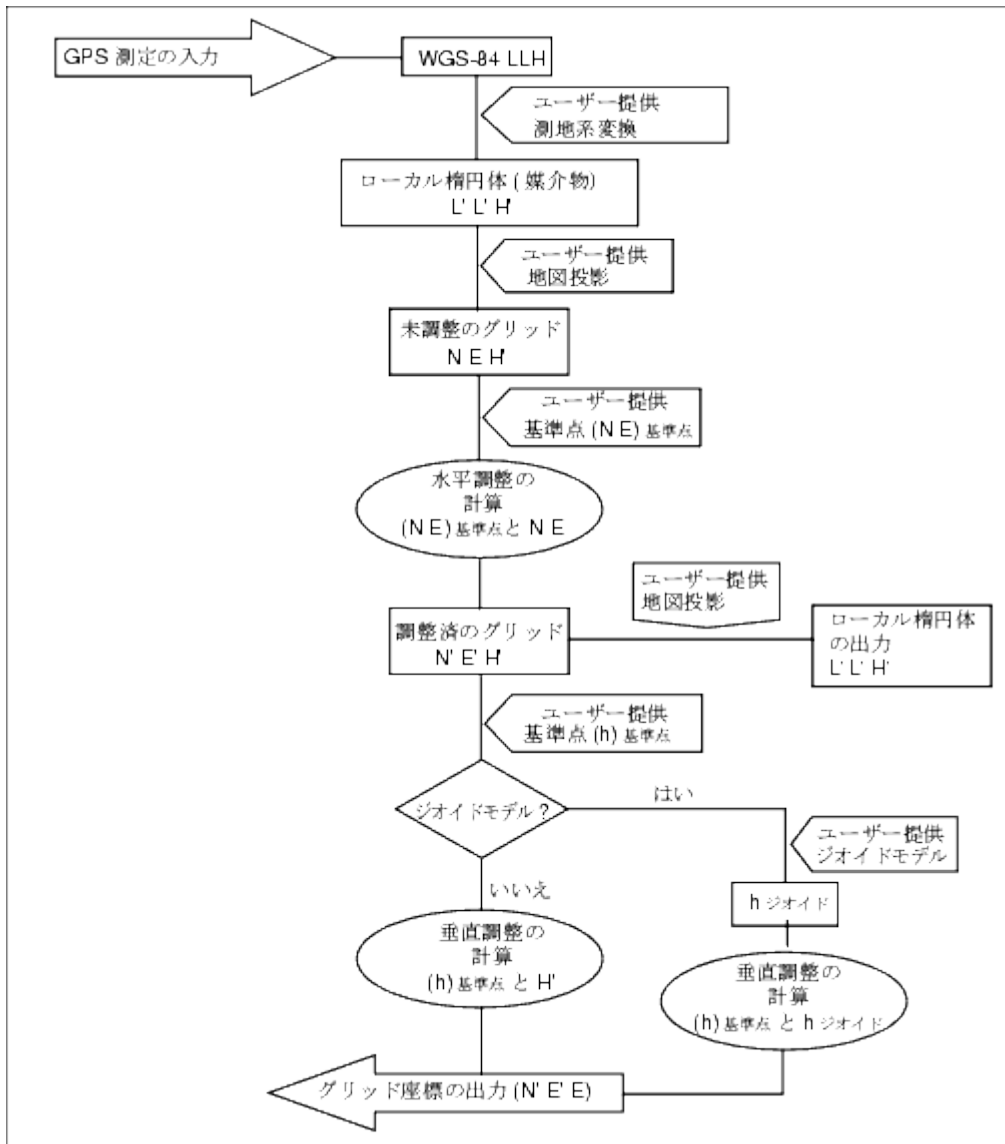 GPS 測定の入力
WGS-84 LLH
ユーザー提供
測地系変換
ローカル楕円体 ( 媒介物)
L' L' H'
ユーザー提供
地図投影
未調整のグリッド
N E H'
ユーザー提供
基準点 (N E) 基準点
水平調整の
計算
(N E) 基準点 と N E
ユーザー提供
地図投影
調整済のグリッド
N' E' H'
ローカル楕円体
の出力
L' L' H'
ユーザー提供
基準点 (h) 基準点
ジオイドモデル ?
はい
ユーザー提供
ジオイドモデル
いいえ
h ジオイド
垂直調整の
計算
(h) 基準点 と H'
垂直調整の
計算
(h) 基準点 と h ジオイド
グリッド座標の出力 (N' E' E)